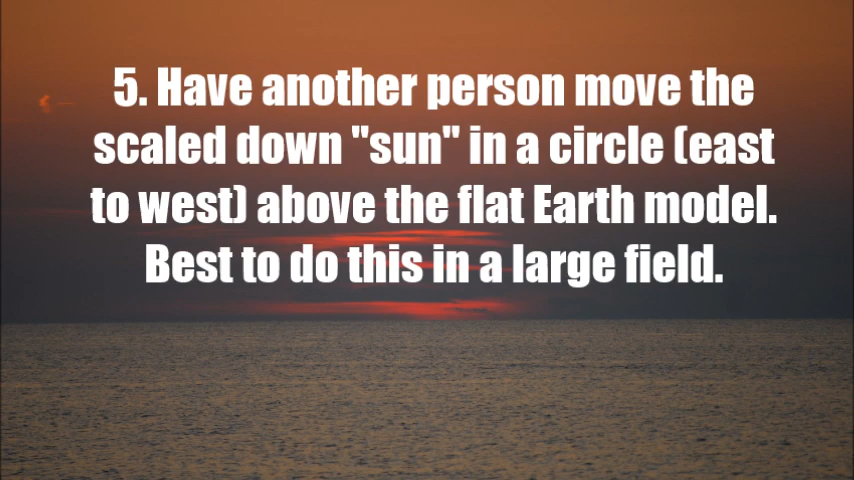 5. Have another person move the
scaled down "sun" in a circle (east
to west) above the flat Earth model.
Best to do this in a large field.